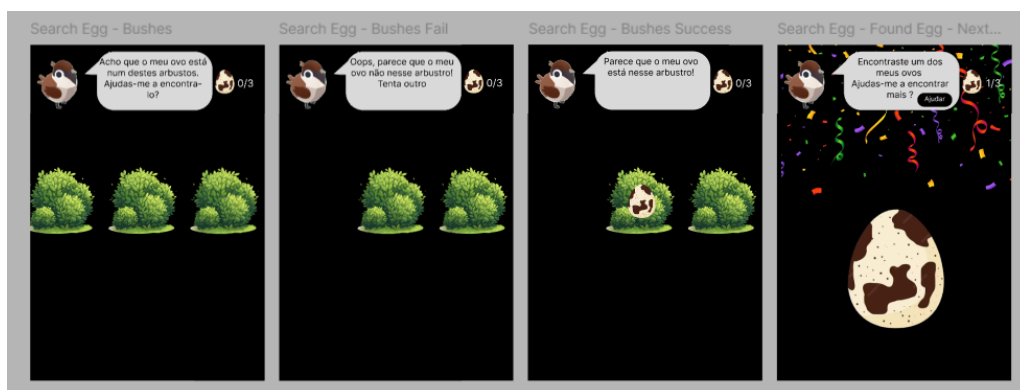 Search Egg - Bushes
Acho que o meu ovo está
num destes arbustos.
Ajudas-me a encontra-
lo?
0/3
Search Egg - Bushes Fail
Oops, parece que o meu
ovo não nesse arbustro!
Tenta outro
0/3
Search Egg - Bushes Success
Parece que o meu ovo
está nesse arbustro!
0/3
Search Egg - Found Egg - Next...
Encontraste um dos
meus ovos
Ajudas-me a encontrar
mais ?
Ajudar
1/3